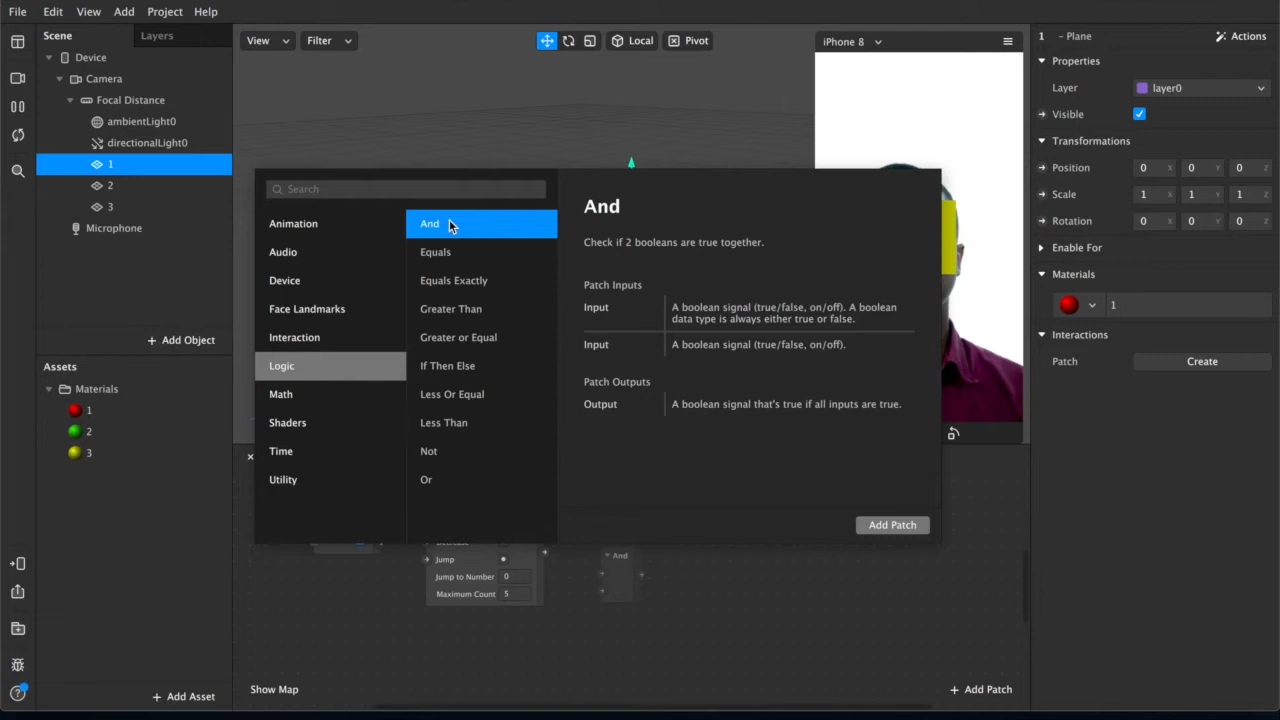 File Edit View Add Project Help
Scene Layers
Device
Camera
Focal Distance
ambientLight0
directionalLight0
1
2
3
Microphone
+ Add Object
Assets
Materials
1
2
3
+ Add Asset
View Filter Local Pivot
iPhone 8
Search
Animation
Audio
Device
Face Landmarks
Interaction
Logic
Math
Shaders
Time
Utility
And
Equals
Equals Exactly
Greater Than
Greater or Equal
If Then Else
Less Or Equal
Less Than
Not
Or
And
Check if 2 booleans are true together.
Patch Inputs
Input A boolean signal (true/false, on/off). A boolean
data type is always either true or false.
Input A boolean signal (true/false, on/off).
Patch Outputs
Output A boolean signal that's true if all inputs are true.
Add Patch
Jump
Jump to Number 0
Maximum Count 5
And
Show Map
+ Add Patch
1 - Plane Actions
Properties
Layer layer0
Visible
Transformations
Position 0 X 0 Y 0 Z
Scale 1 X 1 Y 1 Z
Rotation 0 X 0 Y 0 Z
Enable For
Materials
1
Interactions
Patch Create